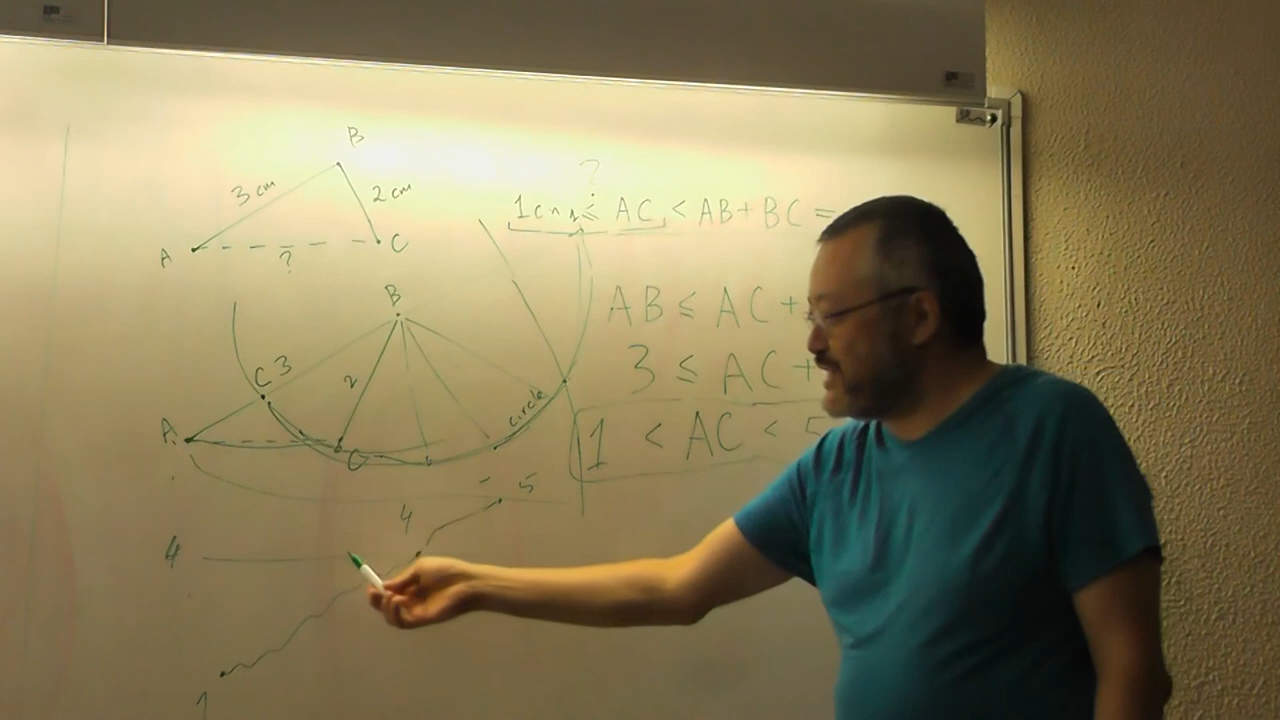 B
3 cm
2 cm
A
?
C
?
1cm ≤ AC < AB + BC =
B
AB ≤ AC +
C 3
2
3 ≤ AC +
circle
A
C
1 < AC < 5
4
5
4
1